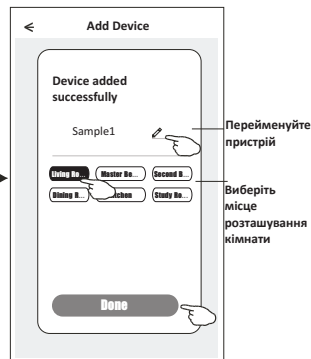 Add Device
Device added
successfully
Sample1
Перейменуйте
пристрій
Living Ro... Master Be... Second B...
Dining R... Kitchen Study Ro...
Виберіть
місце
розташування
кімнати
Done